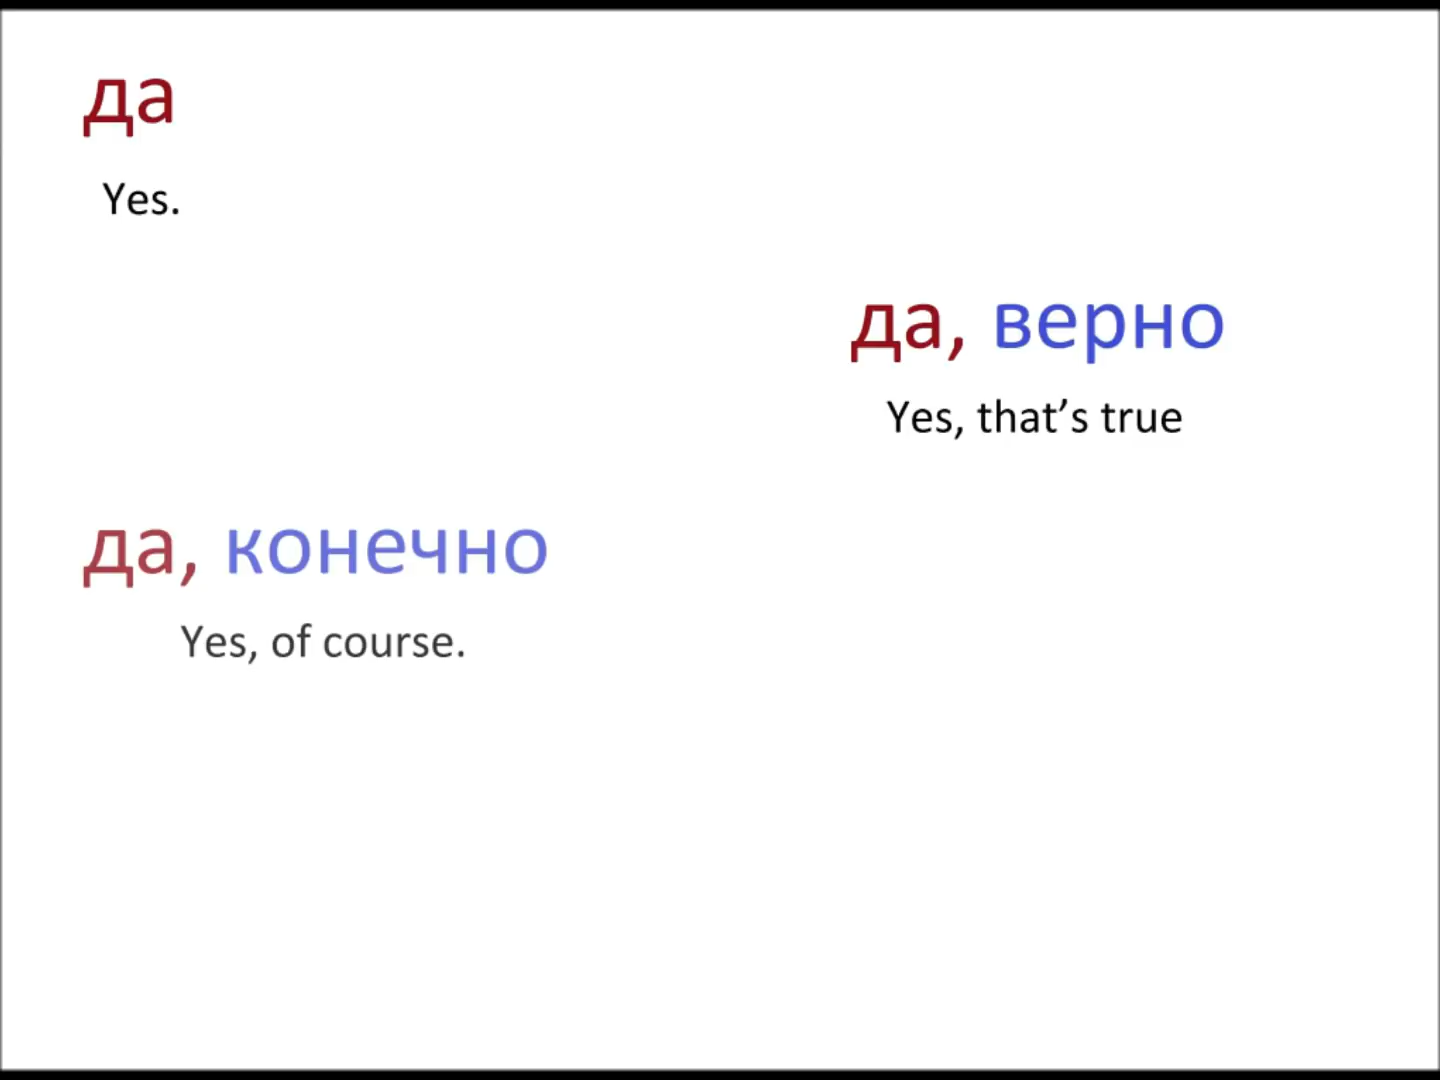 да
Yes.
да, верно
Yes, that’s true
да, конечно
Yes, of course.